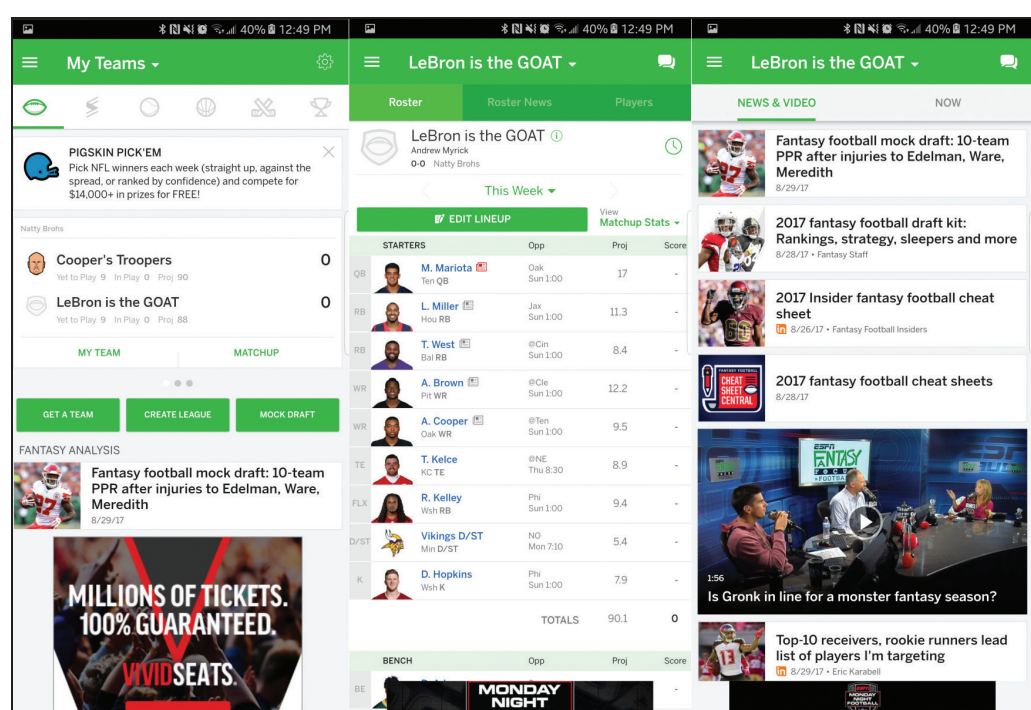 40% 12:49 PM
My Teams
PIGSKIN PICK'EM
Pick NFL winners each week (straight up, against the
spread, or ranked by confidence) and compete for
$14,000+ in prizes for FREE!
Natty Brohs
Cooper's Troopers 0
Yet to Play 9 In Play 0 Proj 90
LeBron is the GOAT 0
Yet to Play 9 In Play 0 Proj 88
MY TEAM MATCHUP
GET A TEAM CREATE LEAGUE MOCK DRAFT
FANTASY ANALYSIS
Fantasy football mock draft: 10-team
PPR after injuries to Edelman, Ware,
Meredith
8/29/17
MILLIONS OF TICKETS.
100% GUARANTEED.
VIVIDSEATS.
40% 12:49 PM
LeBron is the GOAT
Roster Roster News Players
LeBron is the GOAT
Andrew Myrick
0-0 Natty Brohs
This Week
EDIT LINEUP
View
Matchup Stats
STARTERS Opp Proj Score
QB M. Mariota Oak 17 -
Ten QB Sun 1:00
RB L. Miller Jax 11.3 -
Hou RB Sun 1:00
RB T. West @Cin 8.4 -
Bal RB Sun 1:00
WR A. Brown @Cle 12.2 -
Pit WR Sun 1:00
WR A. Cooper @Ten 9.5 -
Oak WR Sun 1:00
TE T. Kelce @NE 8.9 -
KC TE Thu 8:30
FLX R. Kelley Phi 9.4 -
Wsh RB Sun 1:00
D/ST Vikings D/ST NO 5.4 -
Min D/ST Mon 7:10
K D. Hopkins Phi 7.9 -
Wsh K Sun 1:00
TOTALS 90.1 0
BENCH Opp Proj Score
BE -
MONDAY
NIGHT
40% 12:49 PM
LeBron is the GOAT
NEWS & VIDEO NOW
Fantasy football mock draft: 10-team
PPR after injuries to Edelman, Ware,
Meredith
8/29/17
2017 fantasy football draft kit:
Rankings, strategy, sleepers and more
8/28/17 • Fantasy Staff
2017 Insider fantasy football cheat
sheet
in 8/26/17 • Fantasy Football Insiders
FANTASY FOOTBALL
CHEAT
SHEET
CENTRAL
2017 fantasy football cheat sheets
8/28/17
ESPN
FANTASY
FOCUS
FOOTBALL
1:56
Is Gronk in line for a monster fantasy season?
Top-10 receivers, rookie runners lead
list of players I'm targeting
in 8/29/17 • Eric Karabell
ESPN
MONDAY
NIGHT
FOOTBALL